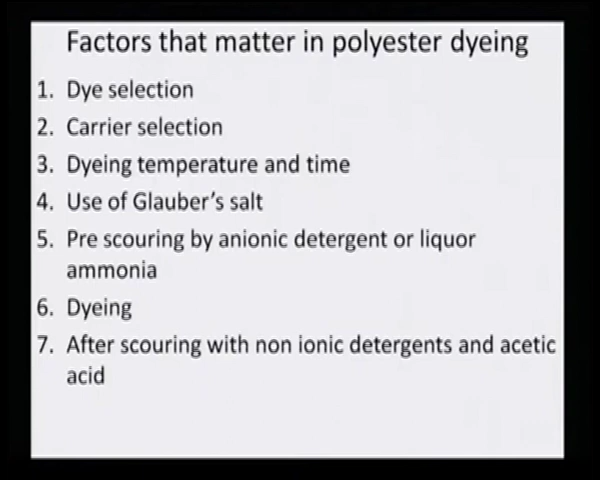 Factors that matter in polyester dyeing
1. Dye selection
2. Carrier selection
3. Dyeing temperature and time
4. Use of Glauber's salt
5. Pre scouring by anionic detergent or liquor
ammonia
6. Dyeing
7. After scouring with non ionic detergents and acetic
acid